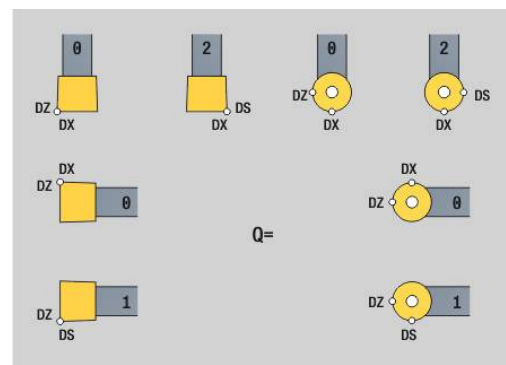 0 2 0 2
DZ DS DZ DS
DX DX DX DX
DX DX
DZ DZ
0 0
Q=
1 1
DZ DZ
DS DS